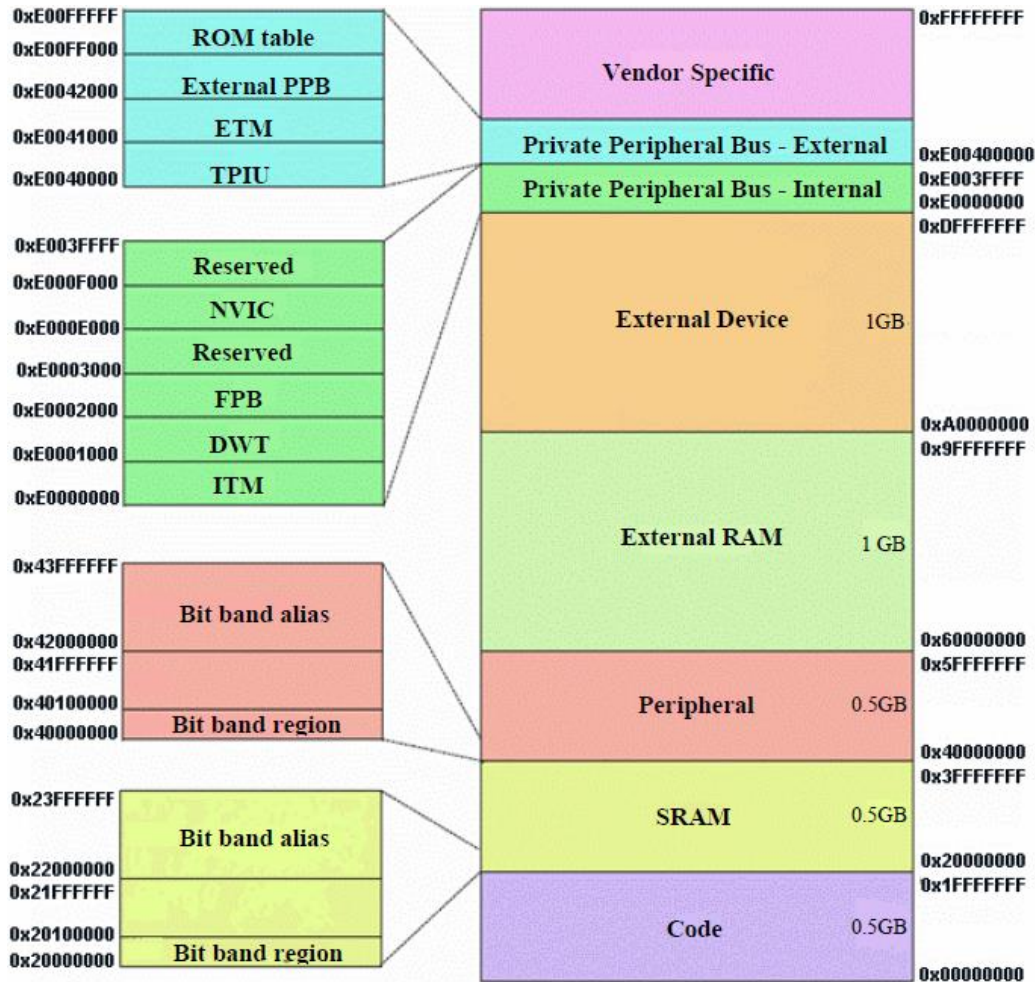 0xE00FFFFF
ROM table
0xE00FF000
External PPB
0xE0042000
ETM
0xE0041000
TPIU
0xE0040000
0xE003FFFF
Reserved
0xE000F000
NVIC
0xE000E000
Reserved
0xE0003000
FPB
0xE0002000
DWT
0xE0001000
ITM
0xE0000000
0x43FFFFFF
Bit band alias
0x42000000
0x41FFFFFF
0x40100000
Bit band region
0x40000000
0x23FFFFFF
Bit band alias
0x22000000
0x21FFFFFF
0x20100000
Bit band region
0x20000000
0xFFFFFFFF
Vendor Specific
Private Peripheral Bus - External
0xE00400000
0xE003FFFF
Private Peripheral Bus - Internal
0xE0000000
0xDFFFFFFF
External Device 1GB
0xA0000000
0x9FFFFFFF
External RAM 1 GB
0x60000000
0x5FFFFFFF
Peripheral 0.5GB
0x40000000
0x3FFFFFFF
SRAM 0.5GB
0x20000000
0x1FFFFFFF
Code 0.5GB
0x00000000